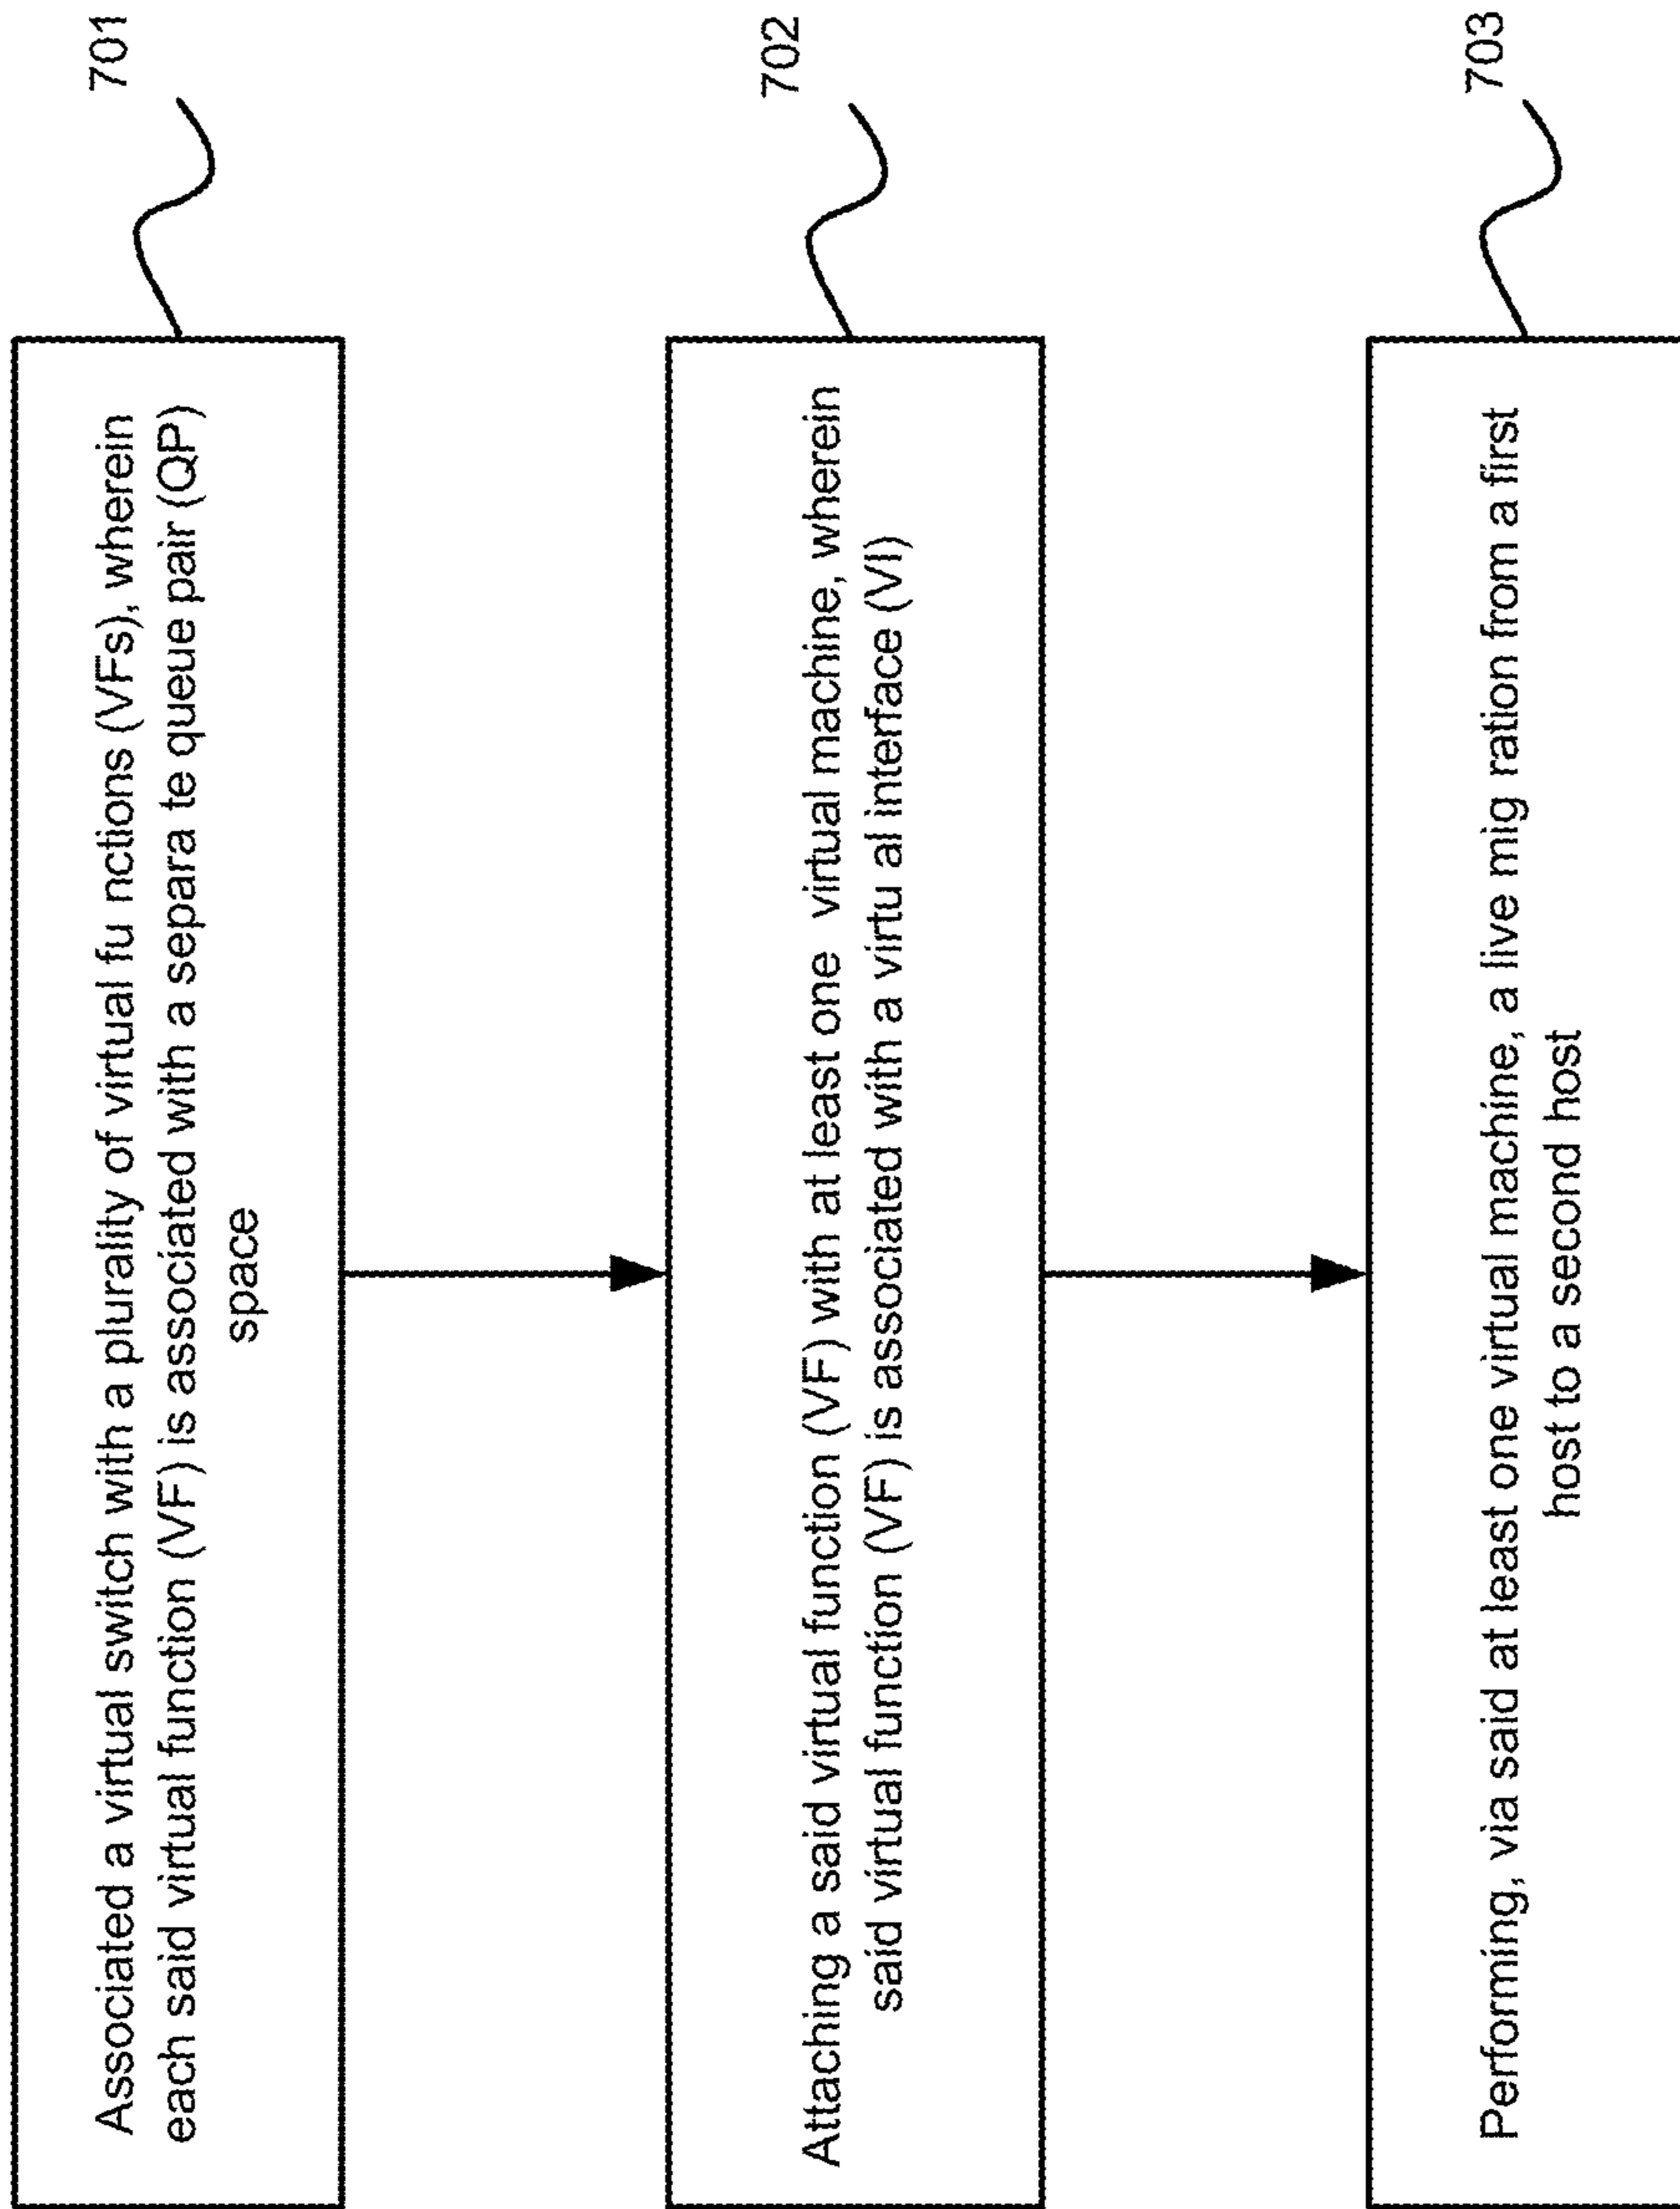 Associated a virtual switch with a plurality of virtual fu nctions (VFs), wherein
each said virtual function (VF) is associated with a separa te queue pair (QP)
space
701
Attaching a said virtual function (VF) with at least one virtual machine, wherein
said virtual function (VF) is associated with a virtu al interface (VI)
702
Performing, via said at least one virtual machine, a live mig ration from a first
host to a second host
703